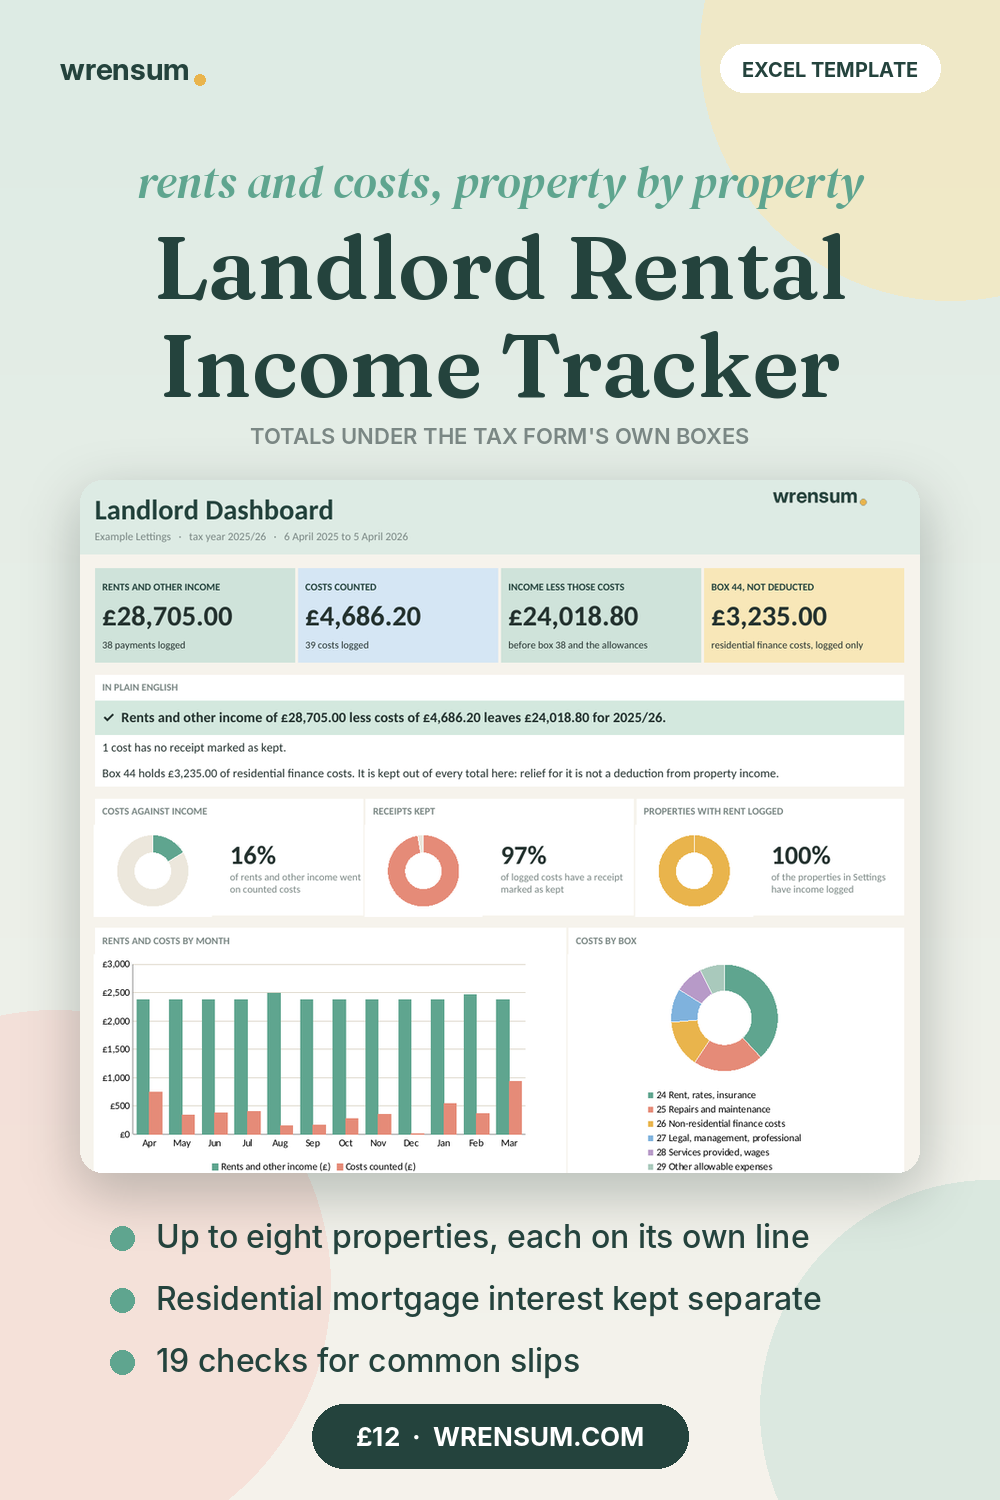 wrensum.
EXCEL TEMPLATE
rents and costs, property by property
Landlord Rental
Income Tracker
TOTALS UNDER THE TAX FORM'S OWN BOXES
Landlord Dashboard
wrensum.
Example Lettings · tax year 2025/26 · 6 April 2025 to 5 April 2026
RENTS AND OTHER INCOME
£28,705.00
38 payments logged
COSTS COUNTED
£4,686.20
39 costs logged
INCOME LESS THOSE COSTS
£24,018.80
before box 38 and the allowances
BOX 44, NOT DEDUCTED
£3,235.00
residential finance costs, logged only
IN PLAIN ENGLISH
✓ Rents and other income of £28,705.00 less costs of £4,686.20 leaves £24,018.80 for 2025/26.
1 cost has no receipt marked as kept.
Box 44 holds £3,235.00 of residential finance costs. It is kept out of every total here: relief for it is not a deduction from property income.
COSTS AGAINST INCOME
16%
of rents and other income went
on counted costs
RECEIPTS KEPT
97%
of logged costs have a receipt
marked as kept
PROPERTIES WITH RENT LOGGED
100%
of the properties in Settings
have income logged
RENTS AND COSTS BY MONTH
£3,000
£2,500
£2,000
£1,500
£1,000
£500
£0
Apr May Jun Jul Aug Sep Oct Nov Dec Jan Feb Mar
Rents and other income (£) Costs counted (£)
COSTS BY BOX
24 Rent, rates, insurance
25 Repairs and maintenance
26 Non-residential finance costs
27 Legal, management, professional
28 Services provided, wages
29 Other allowable expenses
Up to eight properties, each on its own line
Residential mortgage interest kept separate
19 checks for common slips
£12 · WRENSUM.COM